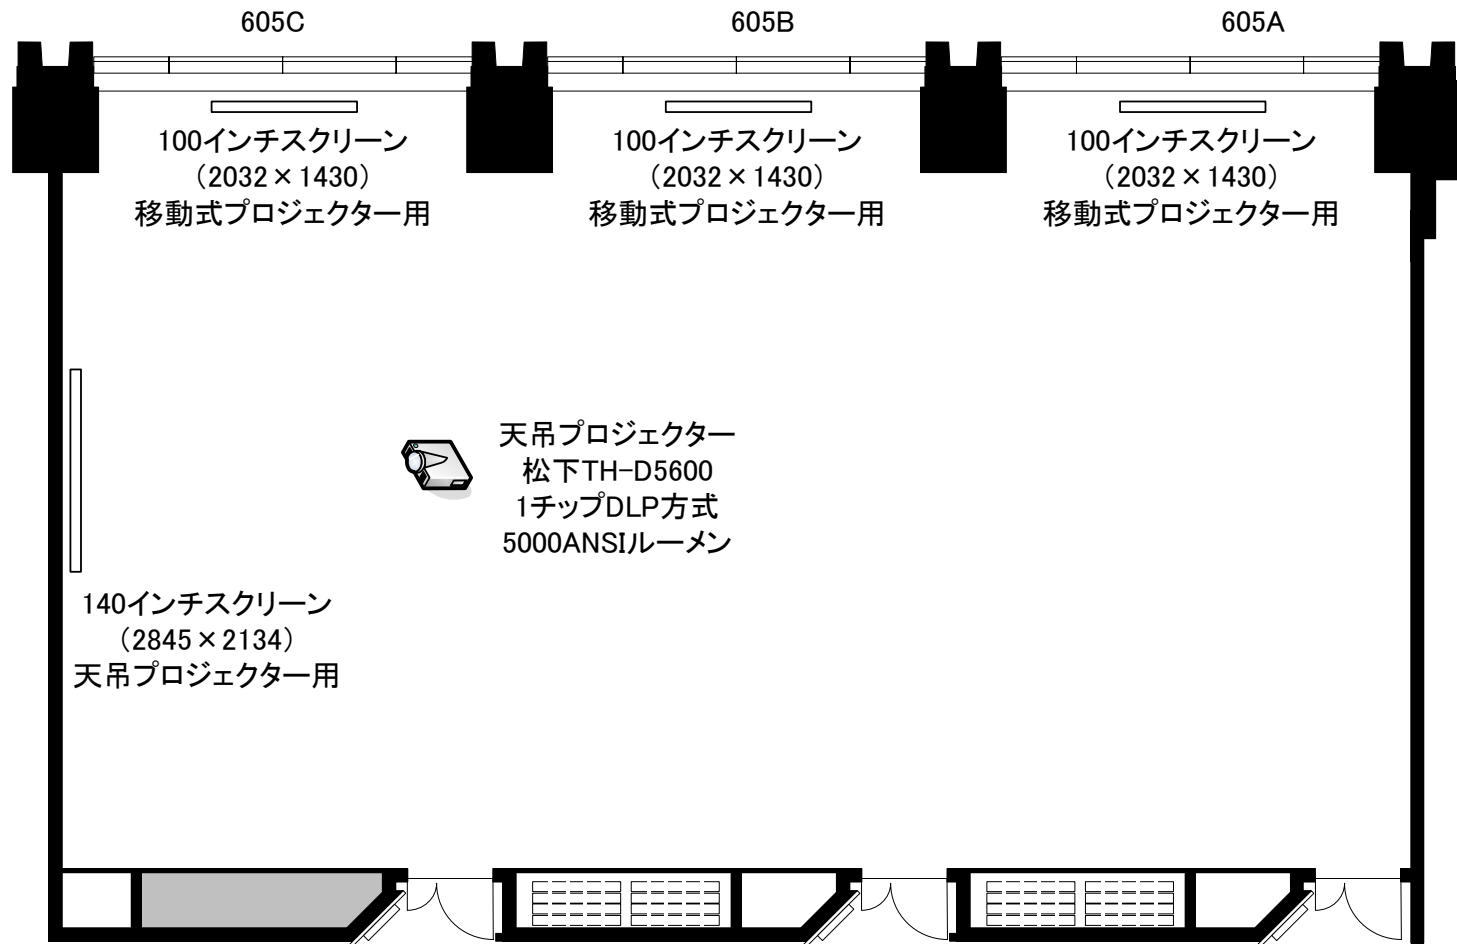 605C
605B
605A
100インチスクリーン
（2032×1430）
移動式プロジェクター用
100インチスクリーン
（2032×1430）
移動式プロジェクター用
100インチスクリーン
（2032×1430）
移動式プロジェクター用
天吊プロジェクター
松下TH-D5600
1チップDLP方式
5000ANSIルーメン
140インチスクリーン
（2845×2134）
天吊プロジェクター用